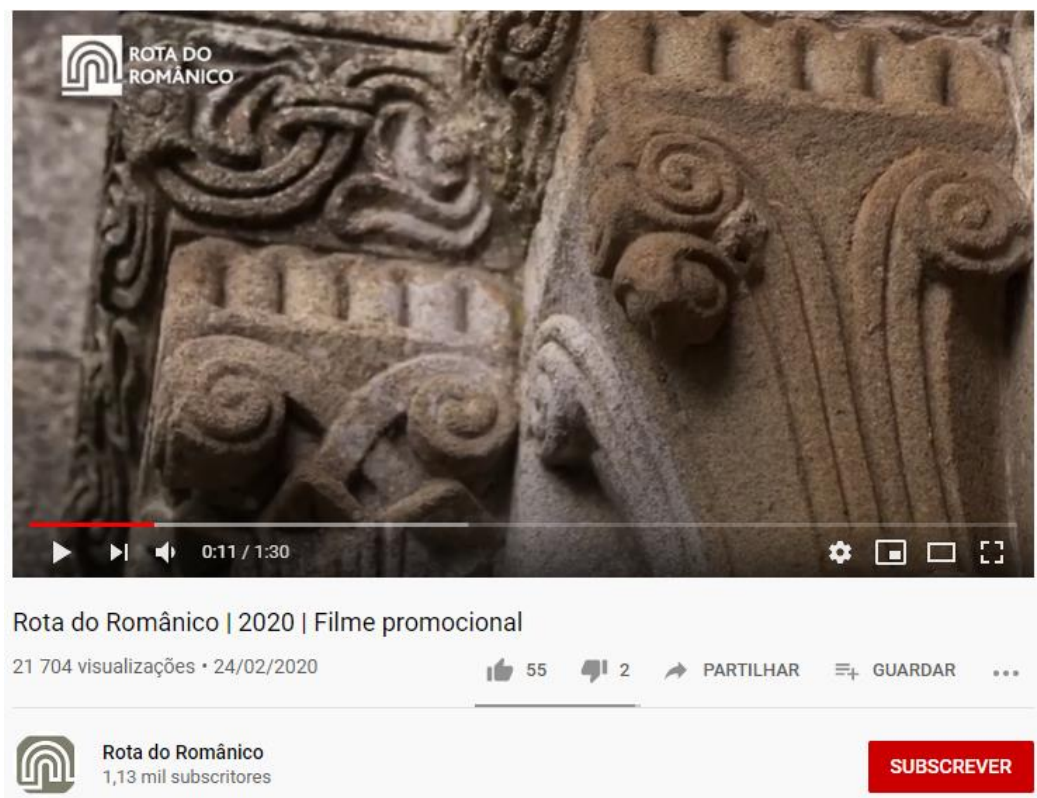 ROTA DO
ROMÂNICO
0:11 / 1:30
Rota do Românico | 2020 | Filme promocional
21 704 visualizações • 24/02/2020
55 2 PARTILHAR GUARDAR
Rota do Românico
1,13 mil subscritores
SUBSCREVER